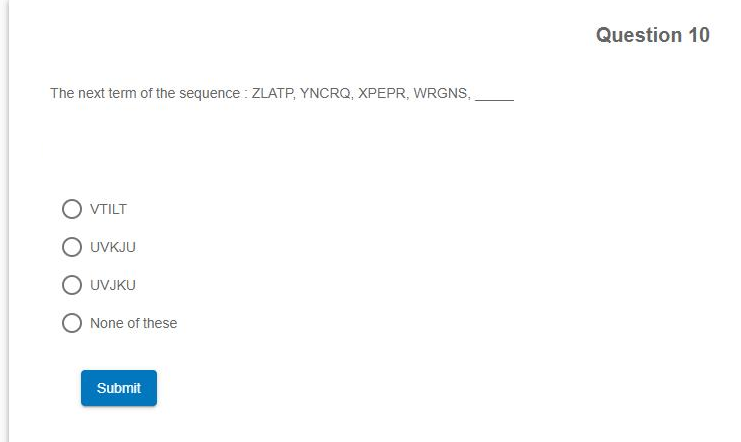 Question 10
The next term of the sequence : ZLATP, YNCRQ, XPEPR, WRGNS, _____
VTILT
UVKJU
UVJKU
None of these
Submit